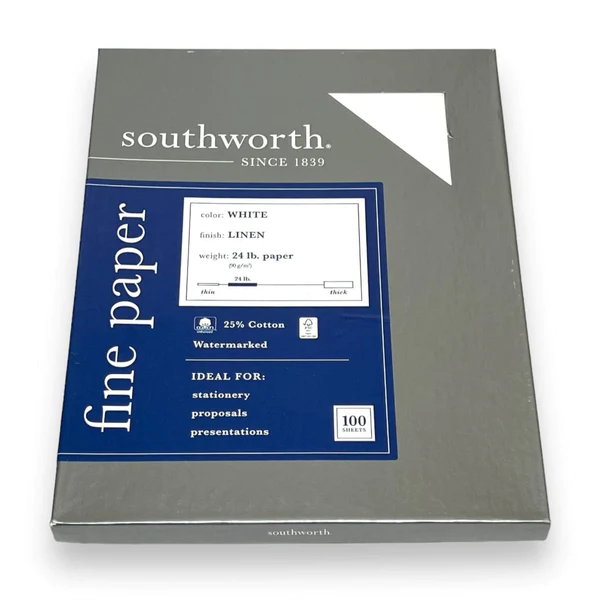 southworth®
SINCE 1839
fine paper
color: WHITE
finish: LINEN
weight: 24 lb. paper
(90 g/m²)
24 lb.
thin thick
25% Cotton
Watermarked
IDEAL FOR:
stationery
proposals
presentations
100
SHEETS
southworth